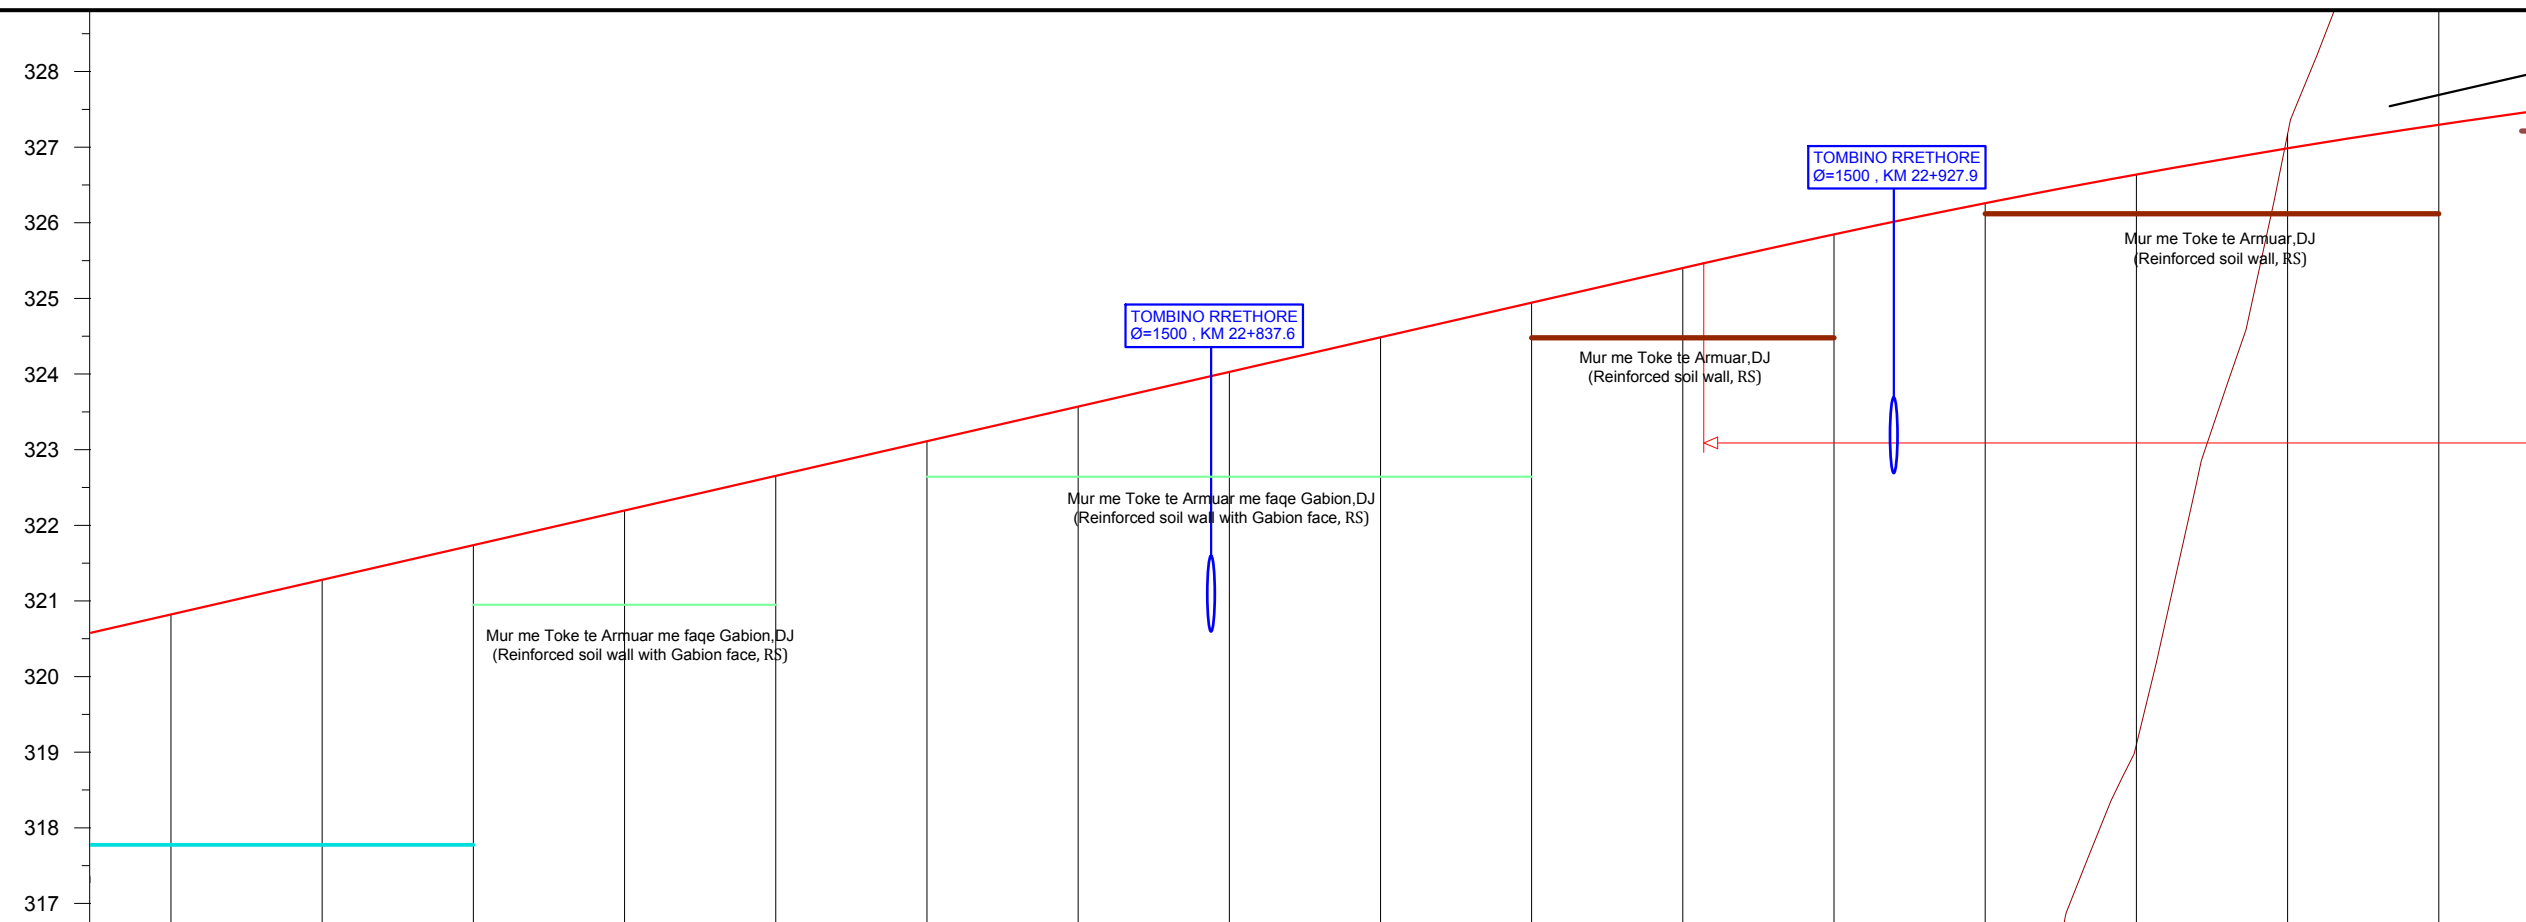 328
327
326
325
324
323
322
321
320
319
318
317
TOMBINO RRETHORE
Ø=1500 , KM 22+927.9
Mur me Toke te Armuar,DJ
(Reinforced soil wall, RS)
TOMBINO RRETHORE
Ø=1500 , KM 22+837.6
Mur me Toke te Armuar,DJ
(Reinforced soil wall, RS)
Mur me Toke te Armuar me faqe Gabion,DJ
(Reinforced soil wall with Gabion face, RS)
Mur me Toke te Armuar me faqe Gabion,DJ
(Reinforced soil wall with Gabion face, RS)